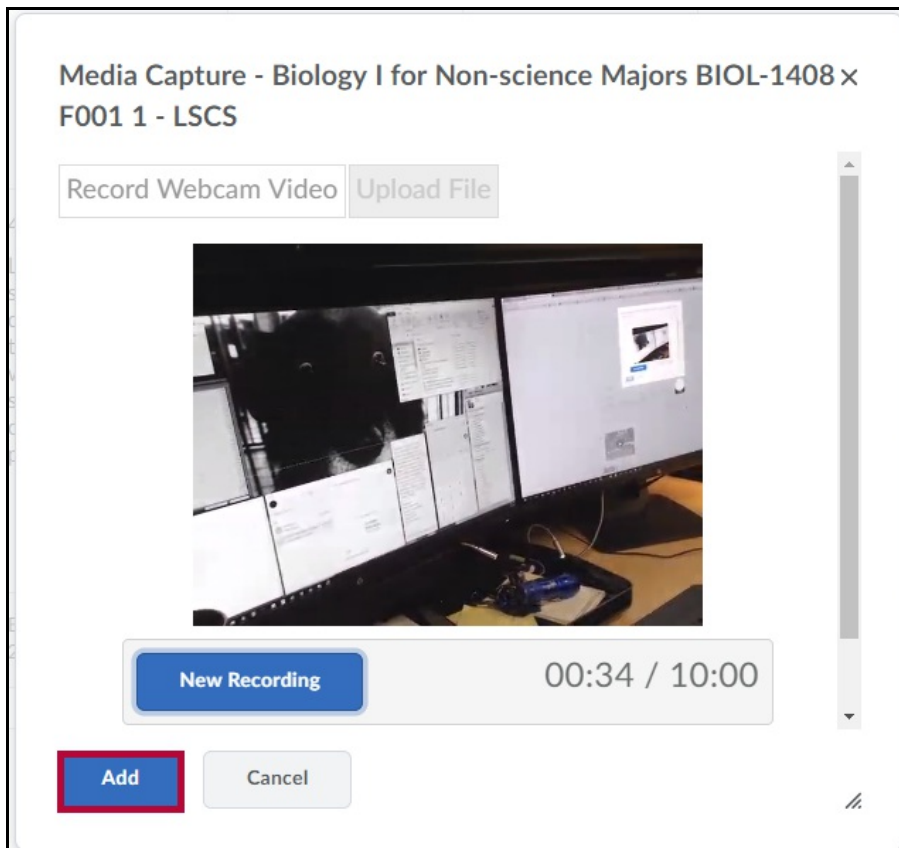 Media Capture - Biology I for Non-science Majors BIOL-1408 ×
F001 1 - LSCS
Record Webcam Video Upload File
New Recording 00:34 / 10:00
Add Cancel